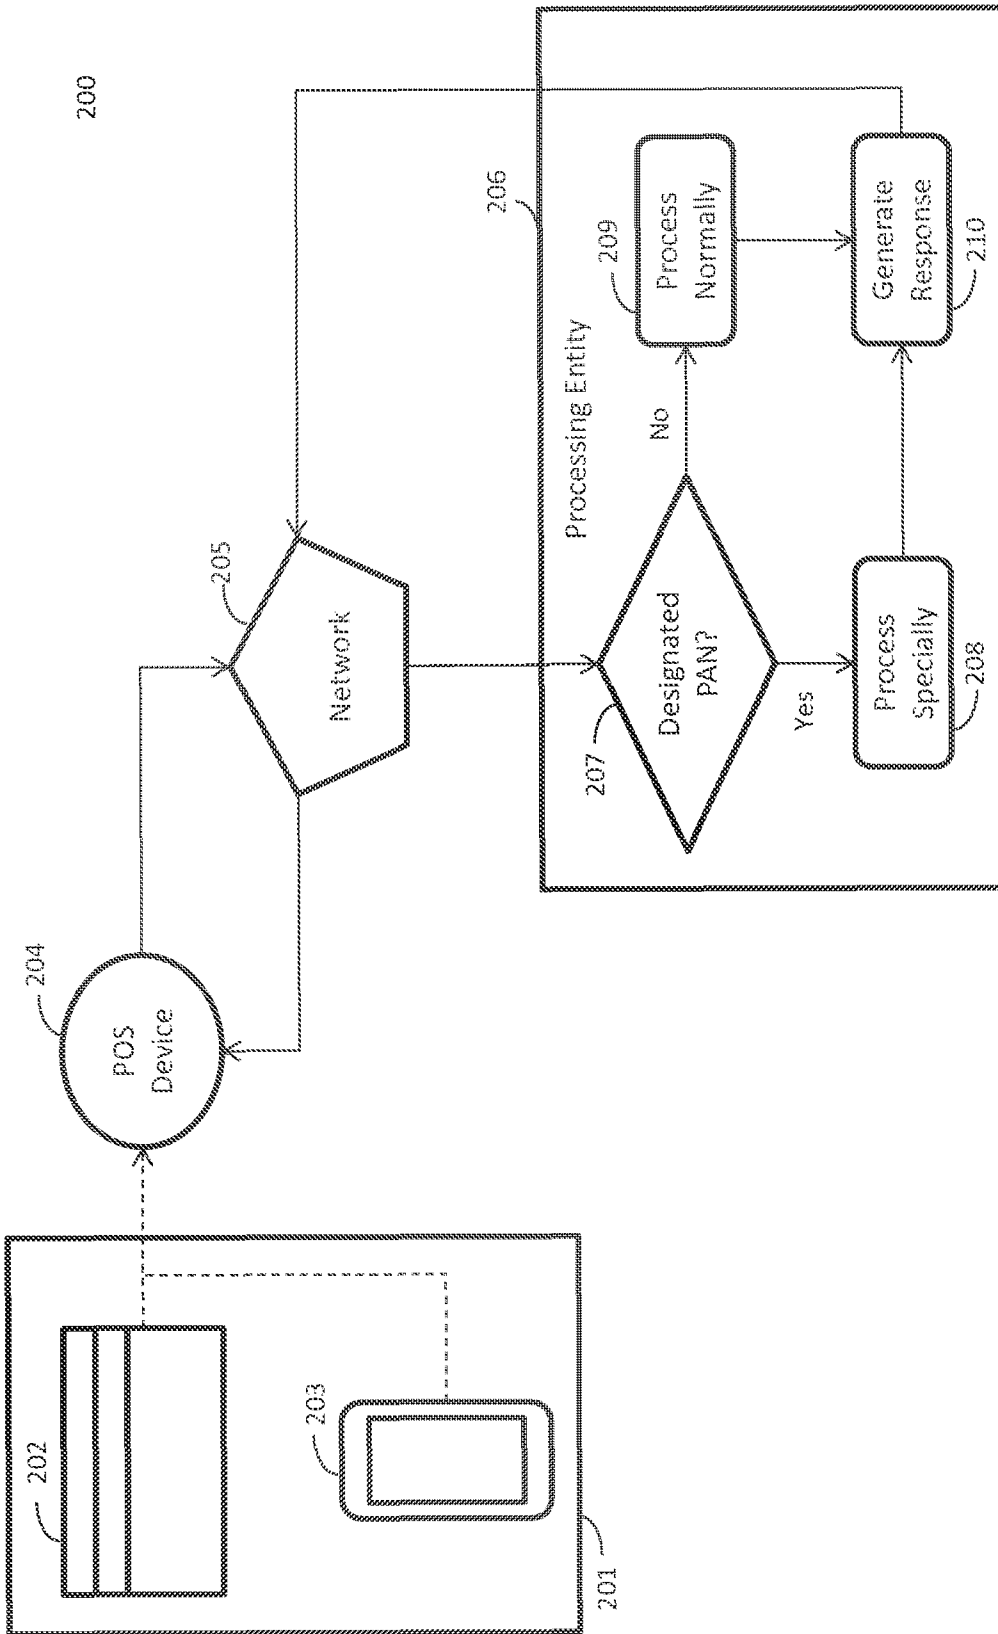 200
202
203
201
204
POS
Device
205
Network
206
Processing Entity
207
Designated
PAN?
No
Yes
209
Process
Normally
Process
Specially
208
Generate
Response
210